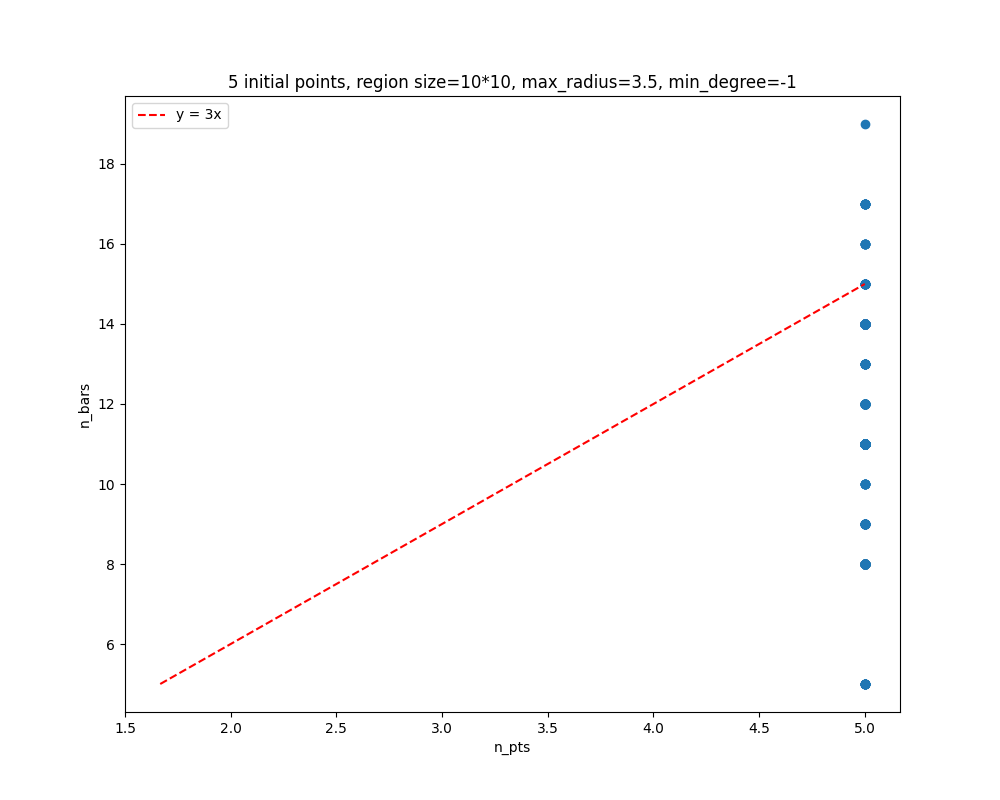 5 initial points, region size=10*10, max_radius=3.5, min_degree=-1
y = 3x
18
16
14
12
10
8
6
n_bars
1.5 2.0 2.5 3.0 3.5 4.0 4.5 5.0
n_pts